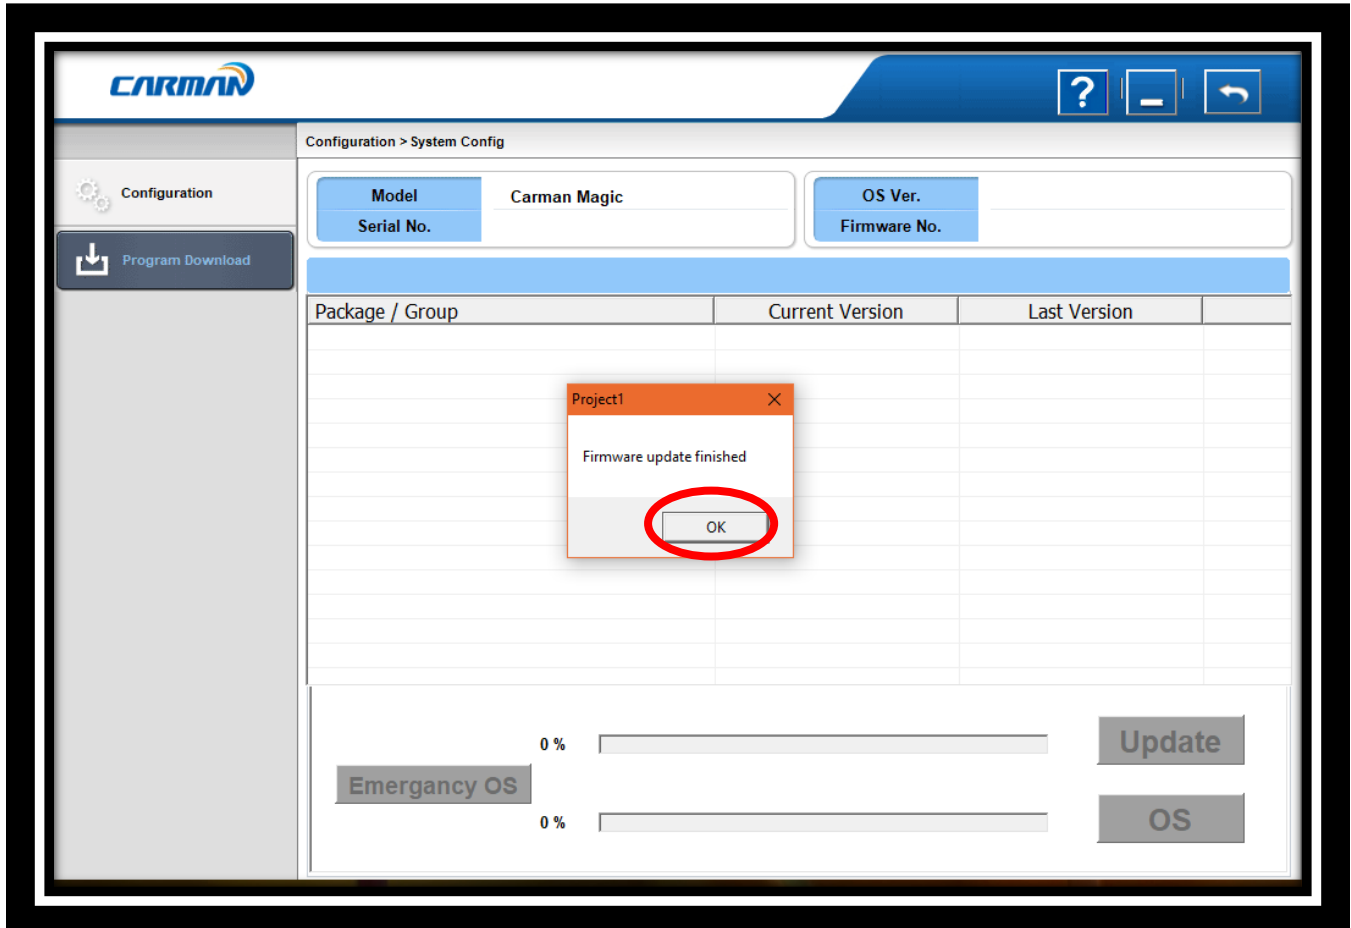 CARMAN
?
Configuration > System Config
Configuration
Program Download
Model Carman Magic
Serial No.
OS Ver.
Firmware No.
Package / Group Current Version Last Version
Project1
Firmware update finished
OK
0 %
Update
Emergancy OS
0 %
OS